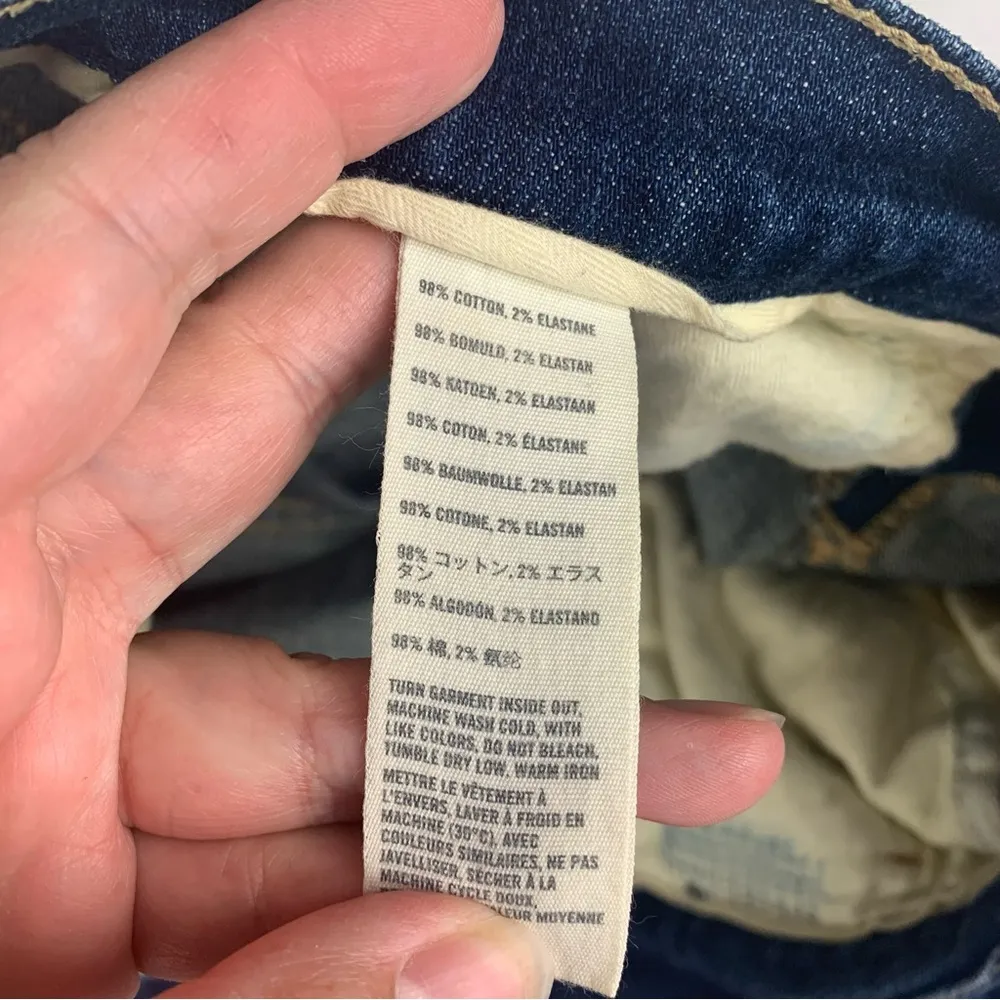 98% COTTON, 2% ELASTANE
98% BOMULD, 2% ELASTAN
98% KATOEN, 2% ELASTAAN
98% COTON, 2% ÉLASTANE
98% BAUMWOLLE, 2% ELASTAN
98% COTONE, 2% ELASTAN
98% コットン, 2% エラス
タン
98% ALGODÓN, 2% ELASTANO
98% 棉, 2% 氨纶
TURN GARMENT INSIDE OUT,
MACHINE WASH COLD, WITH
LIKE COLORS, DO NOT BLEACH,
TUMBLE DRY LOW, WARM IRON
METTRE LE VÊTEMENT À
L'ENVERS, LAVER À FROID EN
MACHINE (30°C), AVEC
COULEURS SIMILAIRES, NE PAS
JAVELLISER, SÉCHER À LA
MACHINE CYCLE DOUX,
MOYENNE